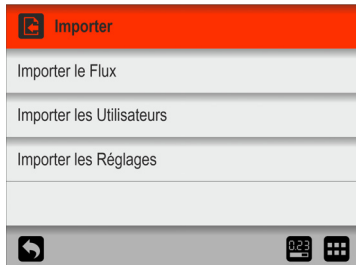 Importer
Importer le Flux
Importer les Utilisateurs
Importer les Réglages
0.23